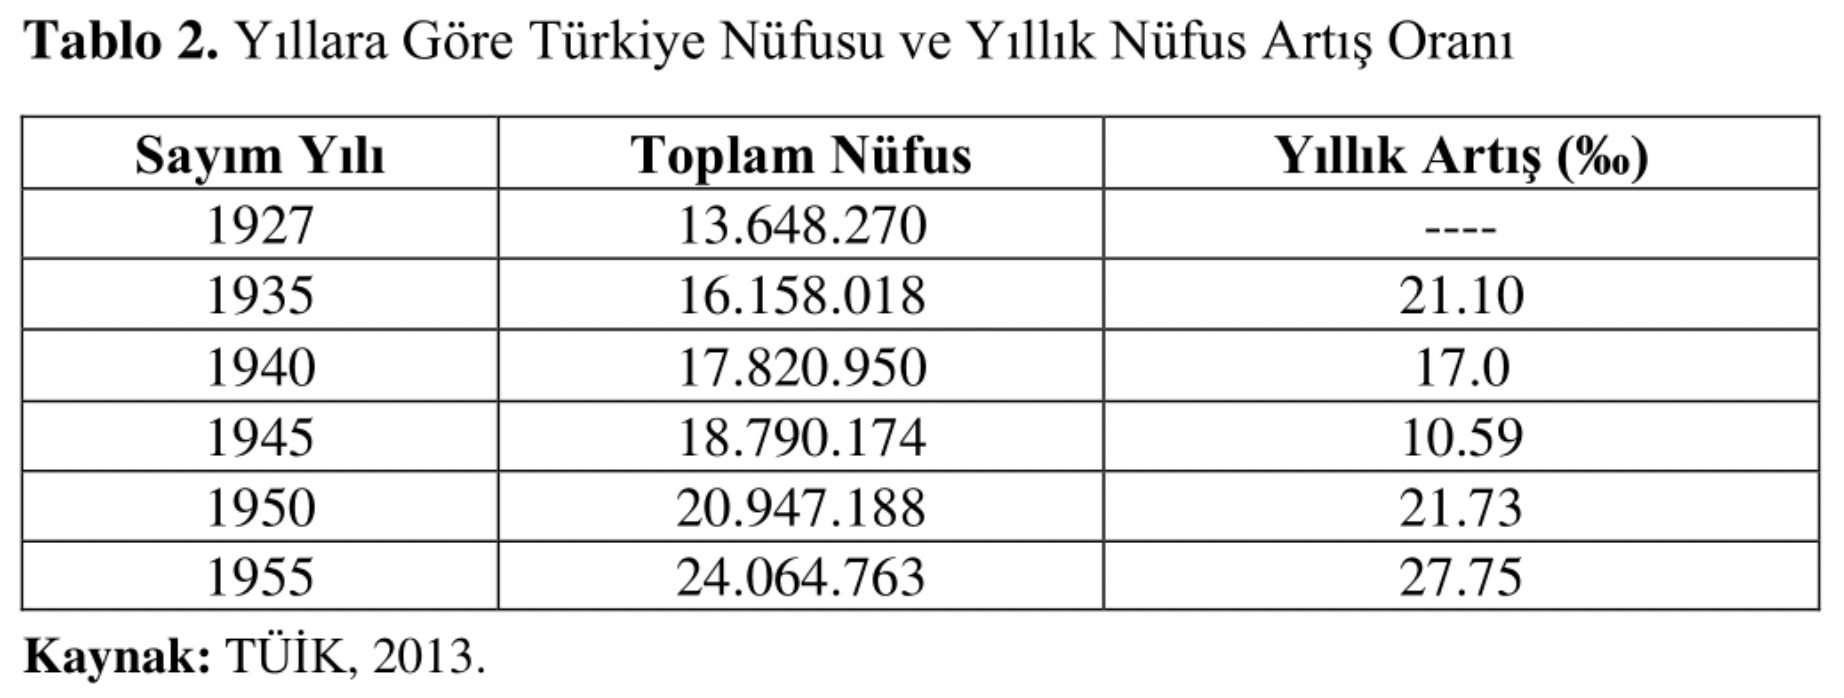 Tablo 2. Yıllara Göre Türkiye Nüfusu ve Yıllık Nüfus Artış Oranı
Sayım Yılı Toplam Nüfus Yıllık Artış (‰)
1927 13.648.270 ----
1935 16.158.018 21.10
1940 17.820.950 17.0
1945 18.790.174 10.59
1950 20.947.188 21.73
1955 24.064.763 27.75
Kaynak: TÜİK, 2013.